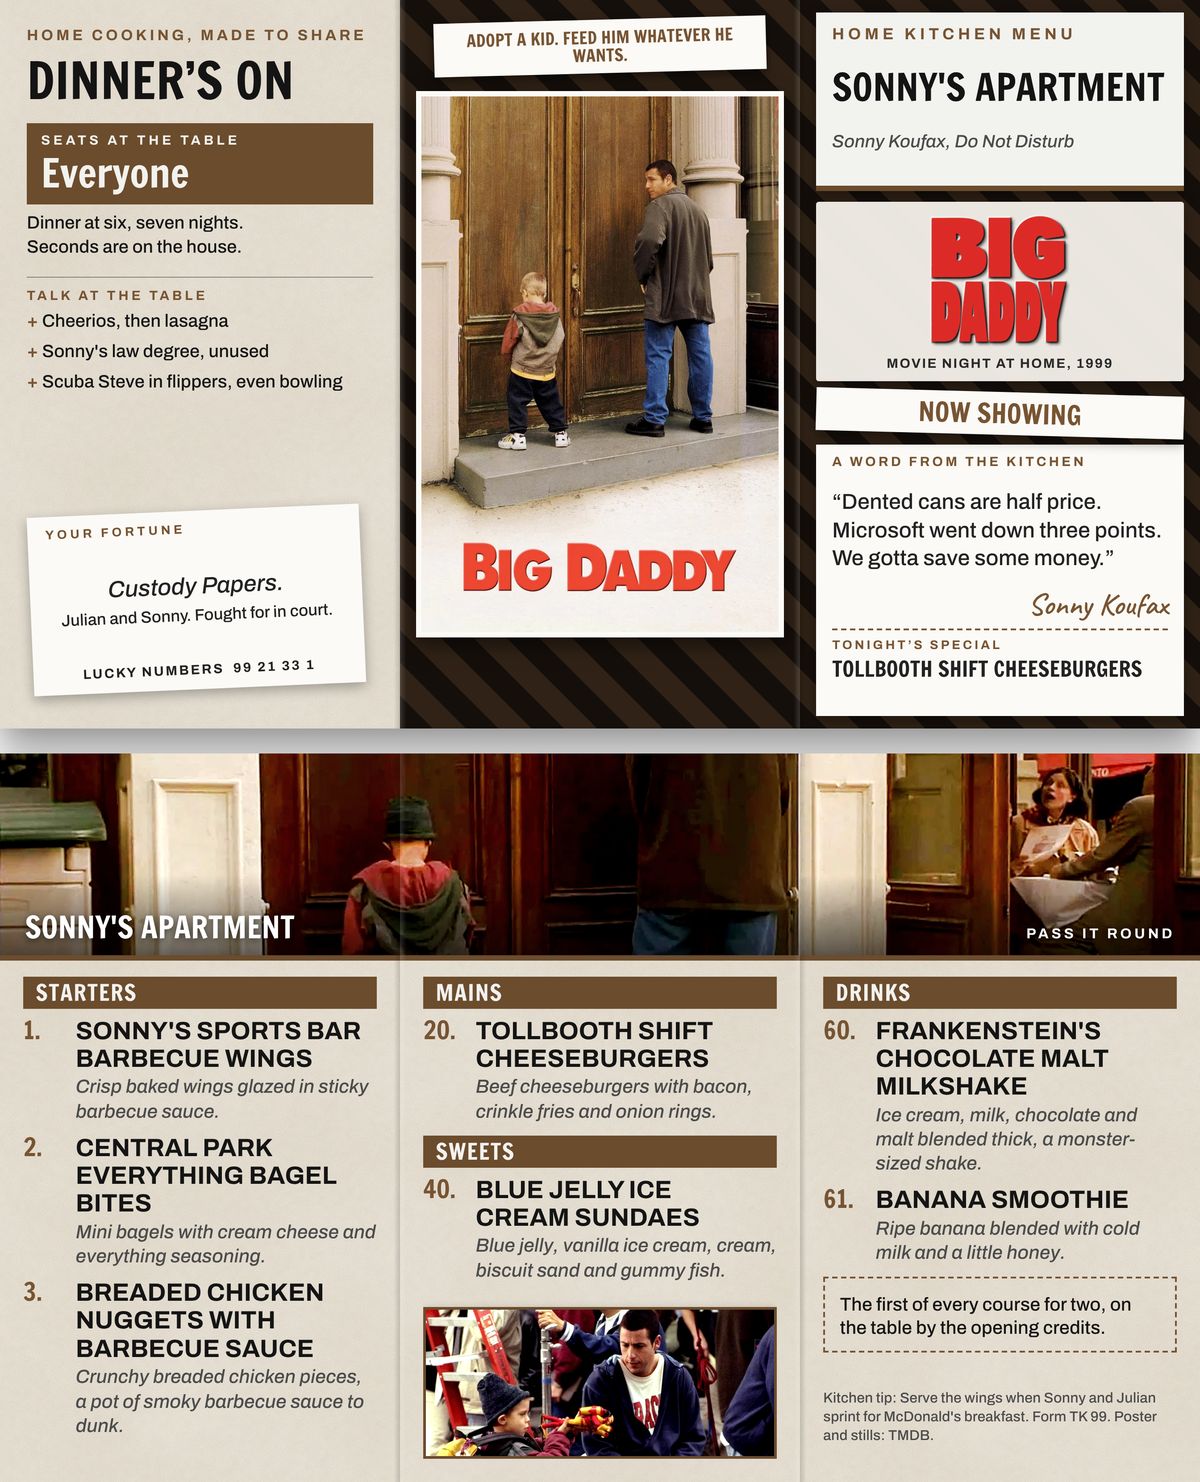 HOME COOKING, MADE TO SHARE
DINNER’S ON
SEATS AT THE TABLE
Everyone
Dinner at six, seven nights.
Seconds are on the house.
TALK AT THE TABLE
+ Cheerios, then lasagna
+ Sonny's law degree, unused
+ Scuba Steve in flippers, even bowling
YOUR FORTUNE
Custody Papers.
Julian and Sonny. Fought for in court.
LUCKY NUMBERS 99 21 33 1
ADOPT A KID. FEED HIM WHATEVER HE
WANTS.
BIG DADDY
HOME KITCHEN MENU
SONNY'S APARTMENT
Sonny Koufax, Do Not Disturb
BIG
DADDY
MOVIE NIGHT AT HOME, 1999
NOW SHOWING
A WORD FROM THE KITCHEN
“Dented cans are half price.
Microsoft went down three points.
We gotta save some money.”
Sonny Koufax
TONIGHT’S SPECIAL
TOLLBOOTH SHIFT CHEESEBURGERS
SONNY'S APARTMENT
PASS IT ROUND
STARTERS
1. SONNY'S SPORTS BAR
BARBECUE WINGS
Crisp baked wings glazed in sticky
barbecue sauce.
2. CENTRAL PARK
EVERYTHING BAGEL
BITES
Mini bagels with cream cheese and
everything seasoning.
3. BREADED CHICKEN
NUGGETS WITH
BARBECUE SAUCE
Crunchy breaded chicken pieces,
a pot of smoky barbecue sauce to
dunk.
MAINS
20. TOLLBOOTH SHIFT
CHEESEBURGERS
Beef cheeseburgers with bacon,
crinkle fries and onion rings.
SWEETS
40. BLUE JELLY ICE
CREAM SUNDAES
Blue jelly, vanilla ice cream, cream,
biscuit sand and gummy fish.
DRINKS
60. FRANKENSTEIN'S
CHOCOLATE MALT
MILKSHAKE
Ice cream, milk, chocolate and
malt blended thick, a monster-
sized shake.
61. BANANA SMOOTHIE
Ripe banana blended with cold
milk and a little honey.
The first of every course for two, on
the table by the opening credits.
Kitchen tip: Serve the wings when Sonny and Julian
sprint for McDonald's breakfast. Form TK 99. Poster
and stills: TMDB.